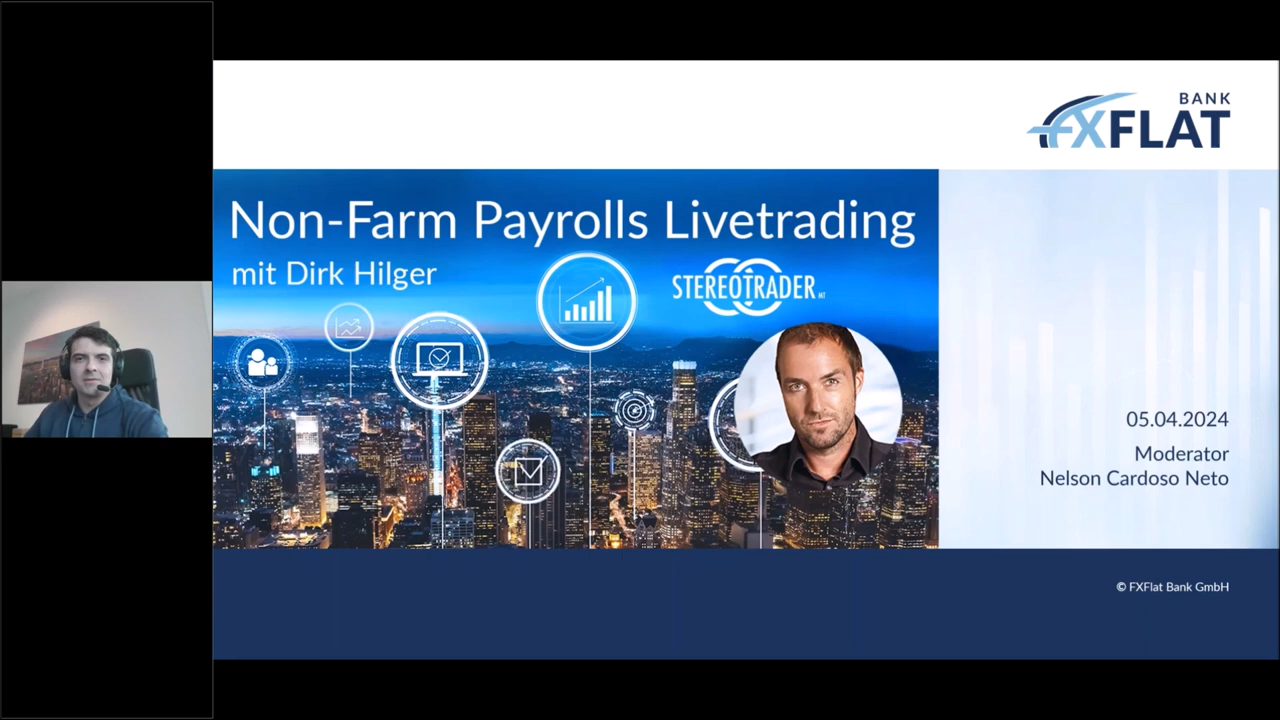 BANK
FXFLAT
Non-Farm Payrolls Livetrading
mit Dirk Hilger
STEREOTRADER MT
05.04.2024
Moderator
Nelson Cardoso Neto
© FXFlat Bank GmbH